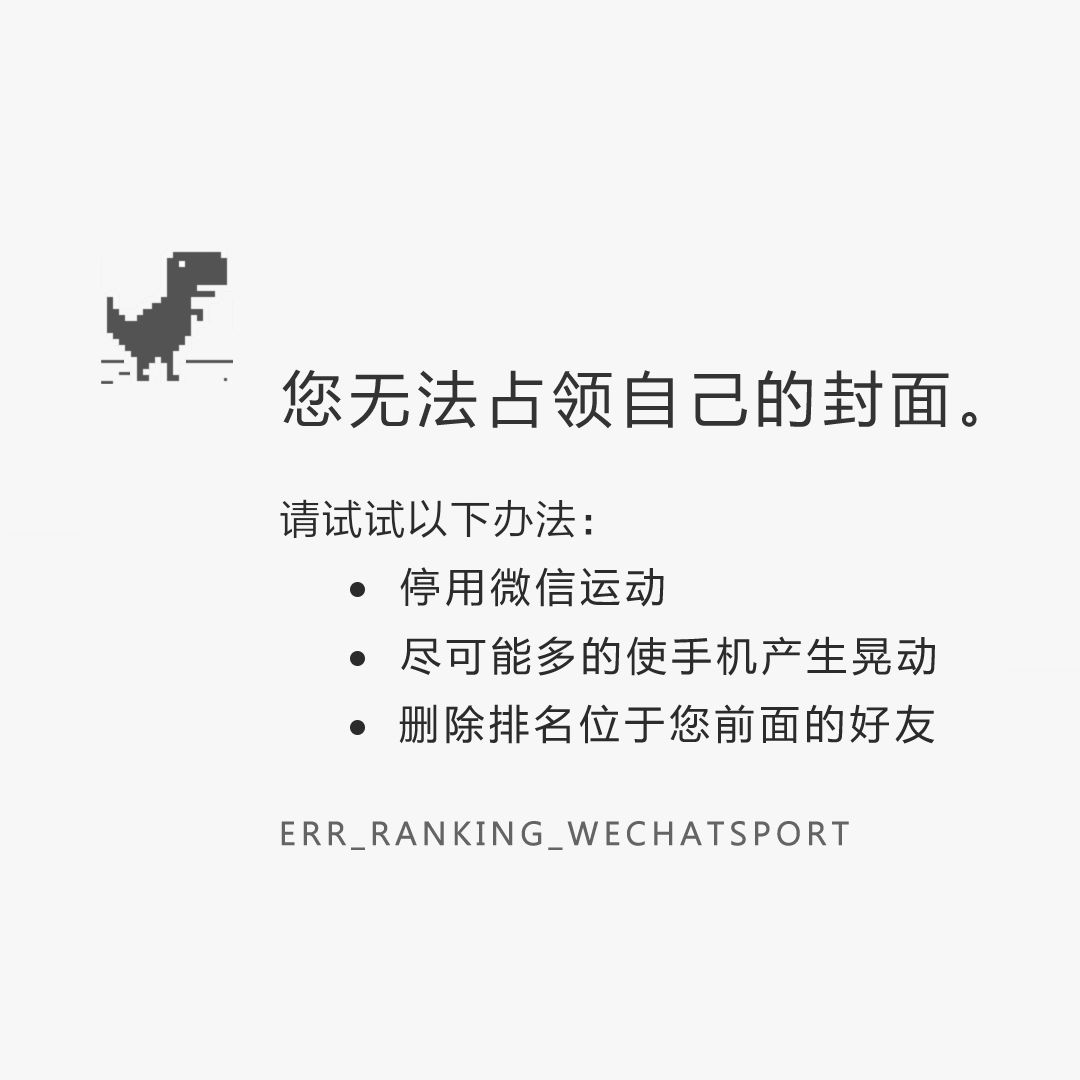 您无法占领自己的封面。
请试试以下办法:
• 停用微信运动
• 尽可能多的使手机产生晃动
• 删除排名位于您前面的好友
ERR_RANKING_WECHATSPORT